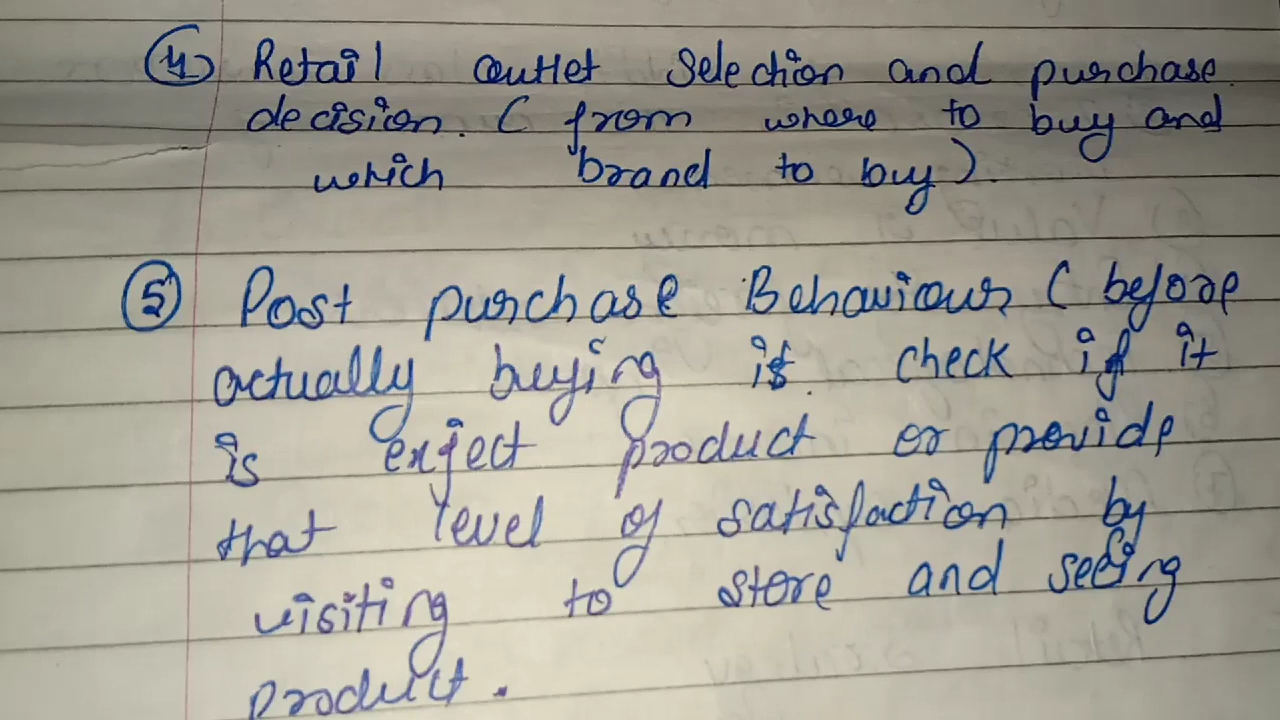 ④ Retail outlet selection and purchase
decision. ( from where to buy and
which brand to buy).
⑤ Post purchase Behaviour ( before
actually buying it check if it
is exject product or provide
that level of satisfaction by
visiting to store and seeing
product.